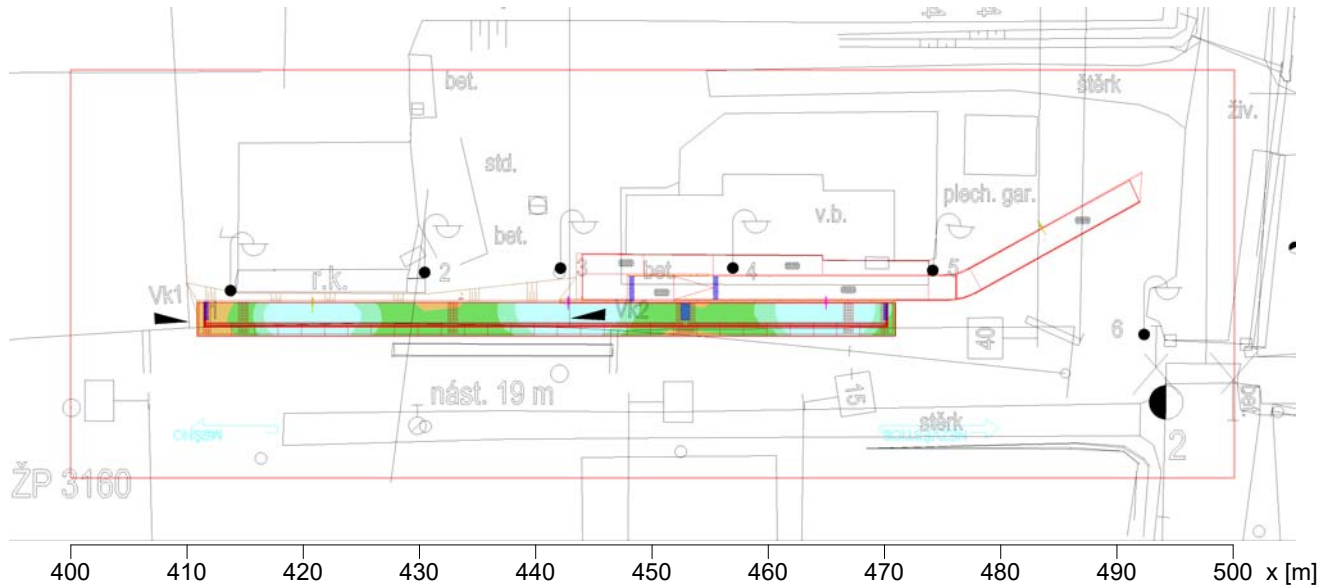 bet.
štěrk
živ.
std.
plech. gar.
v.b.
bet.
2
3
bet.
4
5
r.k.
Vk1
1
Vk2
6
40
nást. 19 m
15
štěrk
2
ŽP 3160
400 410 420 430 440 450 460 470 480 490 500 x [m]